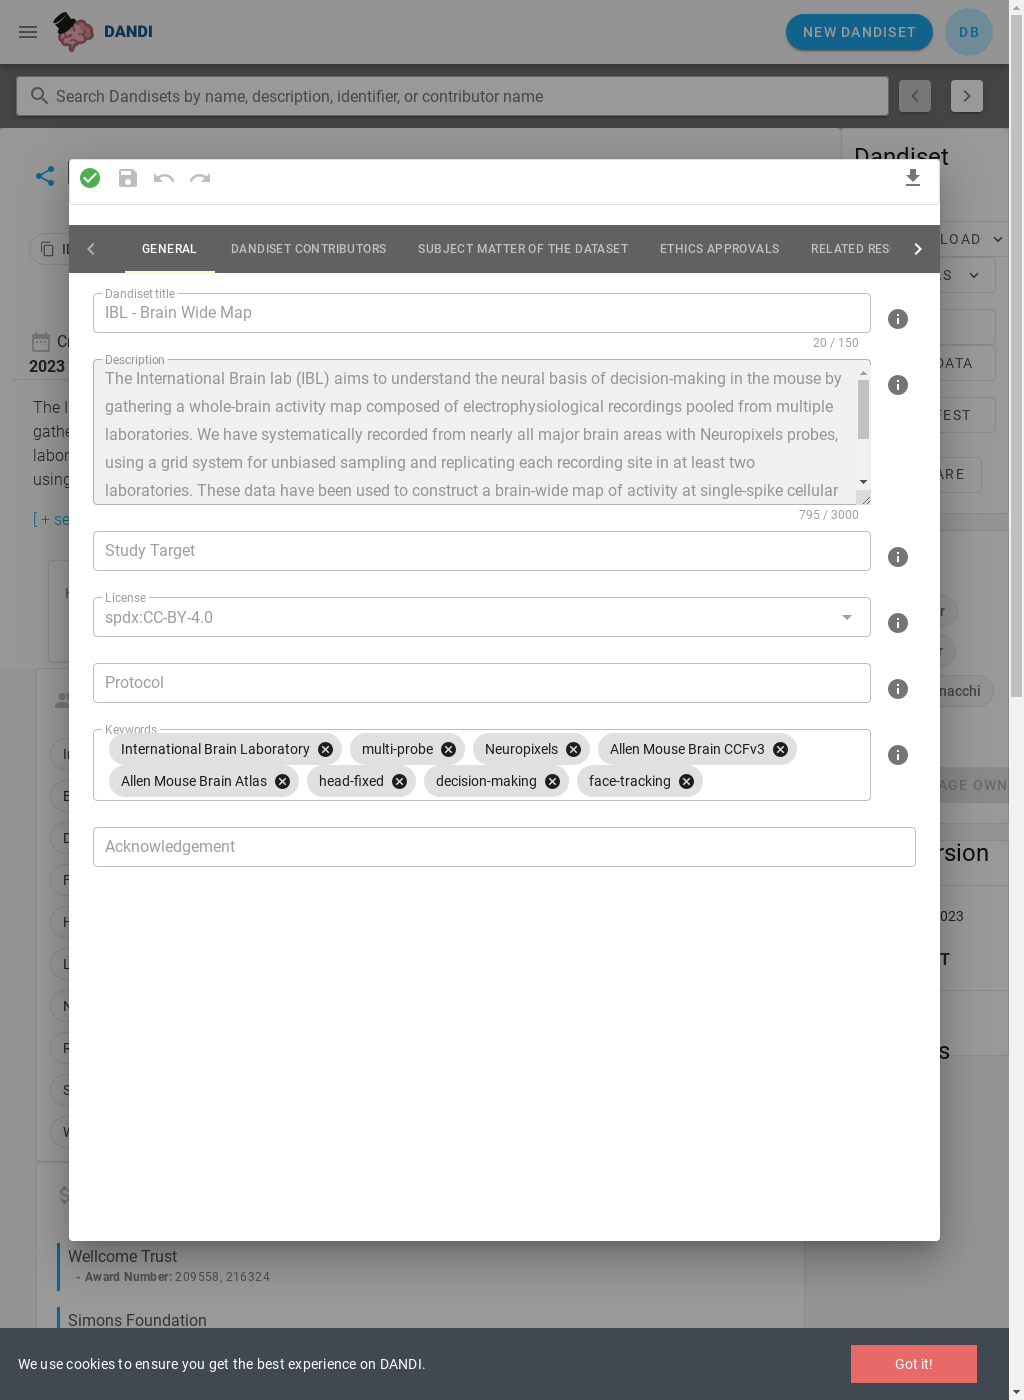 DANDI
NEW DANDISET
DB
Search Dandisets by name, description, identifier, or contributor name
Dandiset
GENERAL
DANDISET CONTRIBUTORS
SUBJECT MATTER OF THE DATASET
ETHICS APPROVALS
RELATED RES
Dandiset title
IBL - Brain Wide Map
20 / 150
2023
Description
The International Brain lab (IBL) aims to understand the neural basis of decision-making in the mouse by
gathering a whole-brain activity map composed of electrophysiological recordings pooled from multiple
laboratories. We have systematically recorded from nearly all major brain areas with Neuropixels probes,
using a grid system for unbiased sampling and replicating each recording site in at least two
laboratories. These data have been used to construct a brain-wide map of activity at single-spike cellular
795 / 3000
The I
gathe
labor
using
[ + se
LOAD
S
DATA
FEST
ARE
Study Target
License
spdx:CC-BY-4.0
Protocol
Keywords
International Brain Laboratory
multi-probe
Neuropixels
Allen Mouse Brain CCFv3
Allen Mouse Brain Atlas
head-fixed
decision-making
face-tracking
Acknowledgement
r
r
nacchi
AGE OWN
rsion
023
T
s
Wellcome Trust
- Award Number: 209558, 216324
Simons Foundation
We use cookies to ensure you get the best experience on DANDI.
Got it!